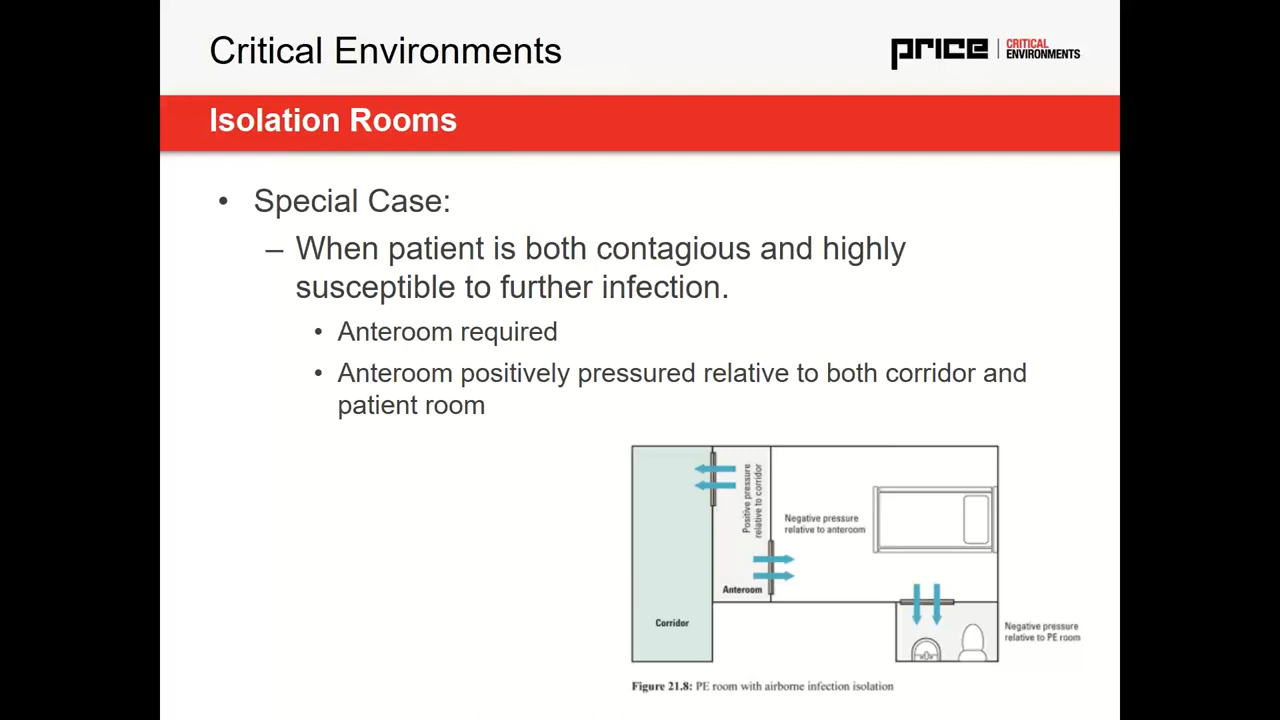 Critical Environments
price | CRITICAL
ENVIRONMENTS
Isolation Rooms
• Special Case:
– When patient is both contagious and highly
susceptible to further infection.
• Anteroom required
• Anteroom positively pressured relative to both corridor and
patient room
Positive pressure
relative to corridor
Negative pressure
relative to anteroom
Anteroom
Corridor
Negative pressure
relative to PE room
Figure 21.8: PE room with airborne infection isolation